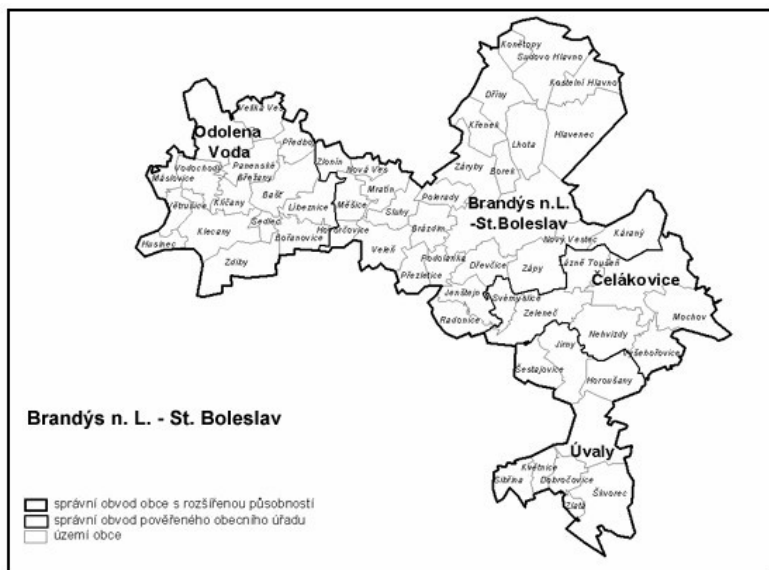 Konětopy
Sudovo Hlavno
Kostelní Hlavno
Dřísy
Velká Ves
Křenek
Hlavenec
Odolena
Voda
Předboj
Lhota
Zlonín
Nová Ves
Záryby
Borek
Vodochody
Panenské
Břežany
Máslovice
Mratín
Polerady
Bašť
Větrušice
Klíčany
Líbeznice
Měšice
Sluhy
Brandýs n.L.
-St.Boleslav
Sedlec
Hovorčovice
Brázdim
Káraný
Klecany
Bořanovice
Nový Vestec
Husinec
Veleň
Podolanka
Zdiby
Dřevčice
Zápy
Lázně Toušeň
Přezletice
Čelákovice
Jenštejn
Svémyslice
Zeleneč
Mochov
Radonice
Nehvizdy
Jirny
Vyšehořovice
Šestajovice
Horoušany
Brandýs n. L. - St. Boleslav
Úvaly
Květnice
Sibřina
Dobročovice
Škvorec
Zlatá
správní obvod obce s rozšířenou působností
správní obvod pověřeného obecního úřadu
území obce